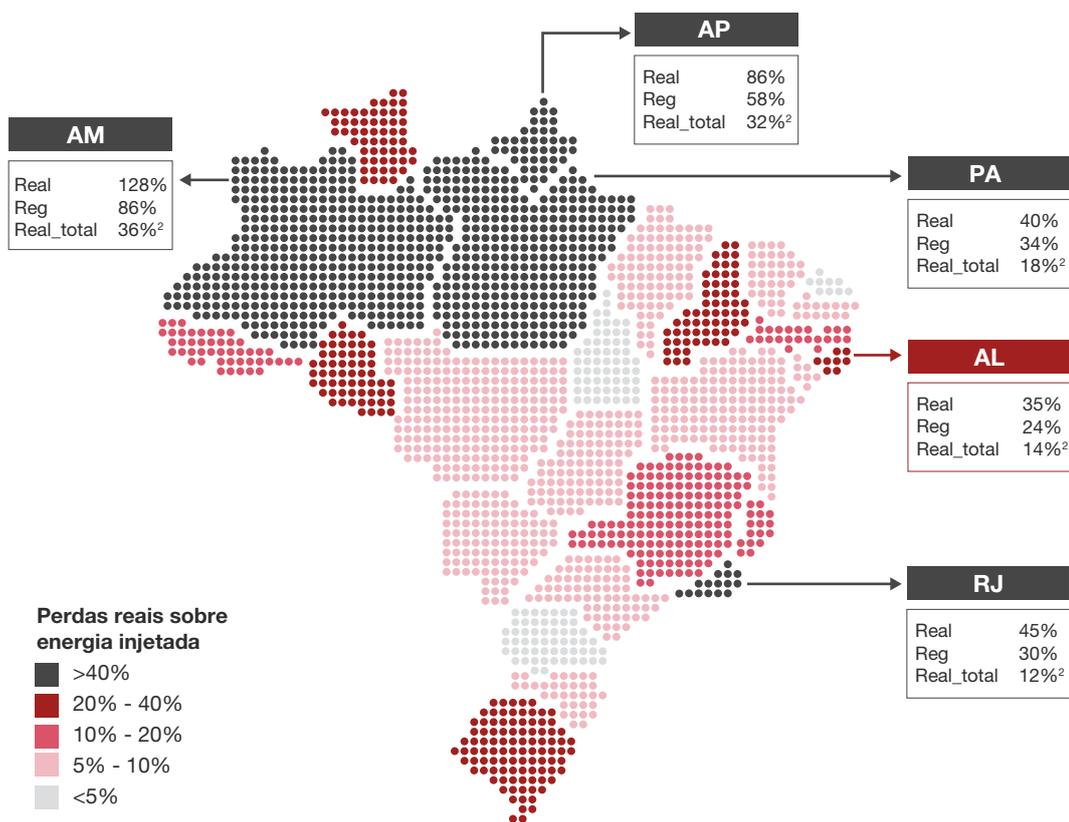 AP
Real 86%
Reg 58%
Real_total 32%²
AM
Real 128%
Reg 86%
Real_total 36%²
PA
Real 40%
Reg 34%
Real_total 18%²
AL
Real 35%
Reg 24%
Real_total 14%²
RJ
Real 45%
Reg 30%
Real_total 12%²
Perdas reais sobre
energia injetada
>40%
20% - 40%
10% - 20%
5% - 10%
<5%